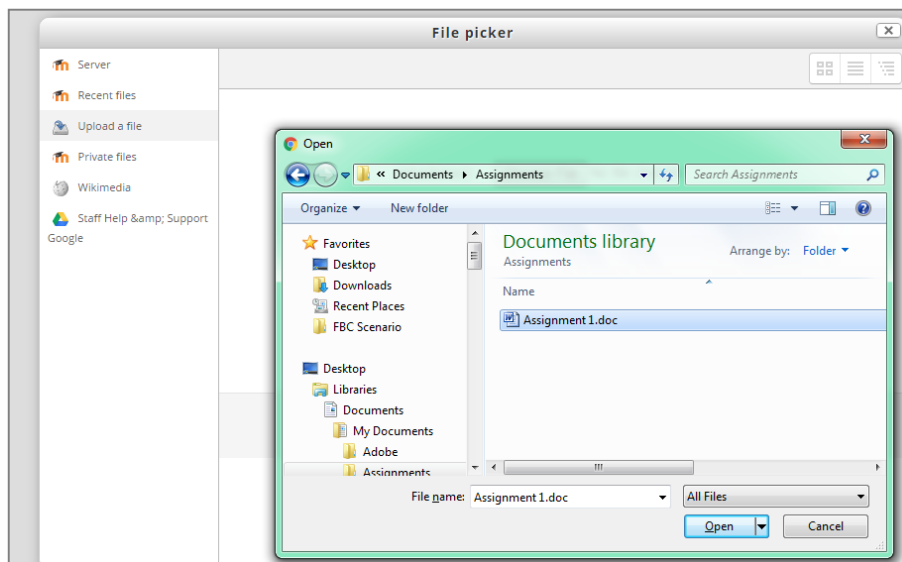 File picker
Server
Recent files
Upload a file
Private files
Wikimedia
Staff Help &amp; Support
Google
Open
« Documents Assignments
Search Assignments
Organize New folder
Favorites
Desktop
Downloads
Recent Places
FBC Scenario
Desktop
Libraries
Documents
My Documents
Adobe
Assignments
Documents library
Assignments
Arrange by: Folder
Name
Assignment 1.doc
File name: Assignment 1.doc
All Files
Open Cancel